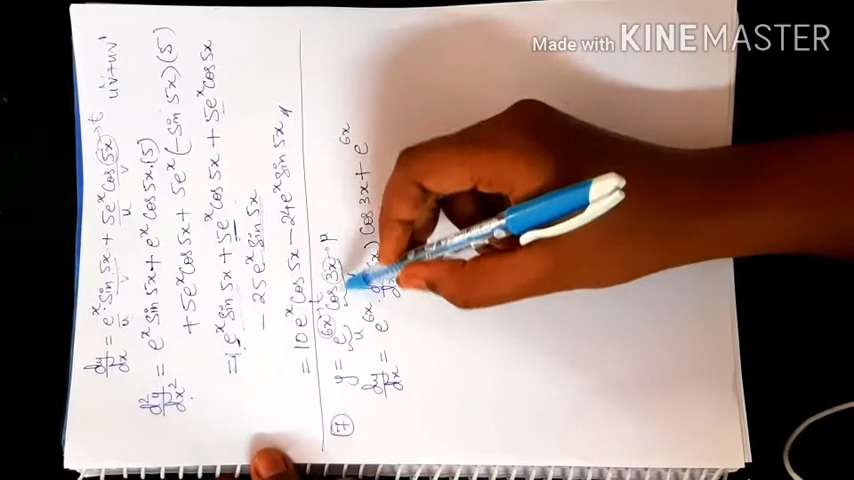 Made with KINEMASTER
dy/dx = e^x sin 5x + 5e^x cos 5x
u v u v
uv' + u'v
d²y/dx² = e^x sin 5x + e^x cos 5x.(5)
+ 5e^x cos 5x + 5e^x (-sin 5x)(5)
= e^x sin 5x + 5e^x cos 5x + 5e^x cos 5x
- 25e^x sin 5x
= 10e^x cos 5x - 24e^x sin 5x
7 y = e^6x cos 3x
u
dy/dx = e^6x . cos 3x + e^6x